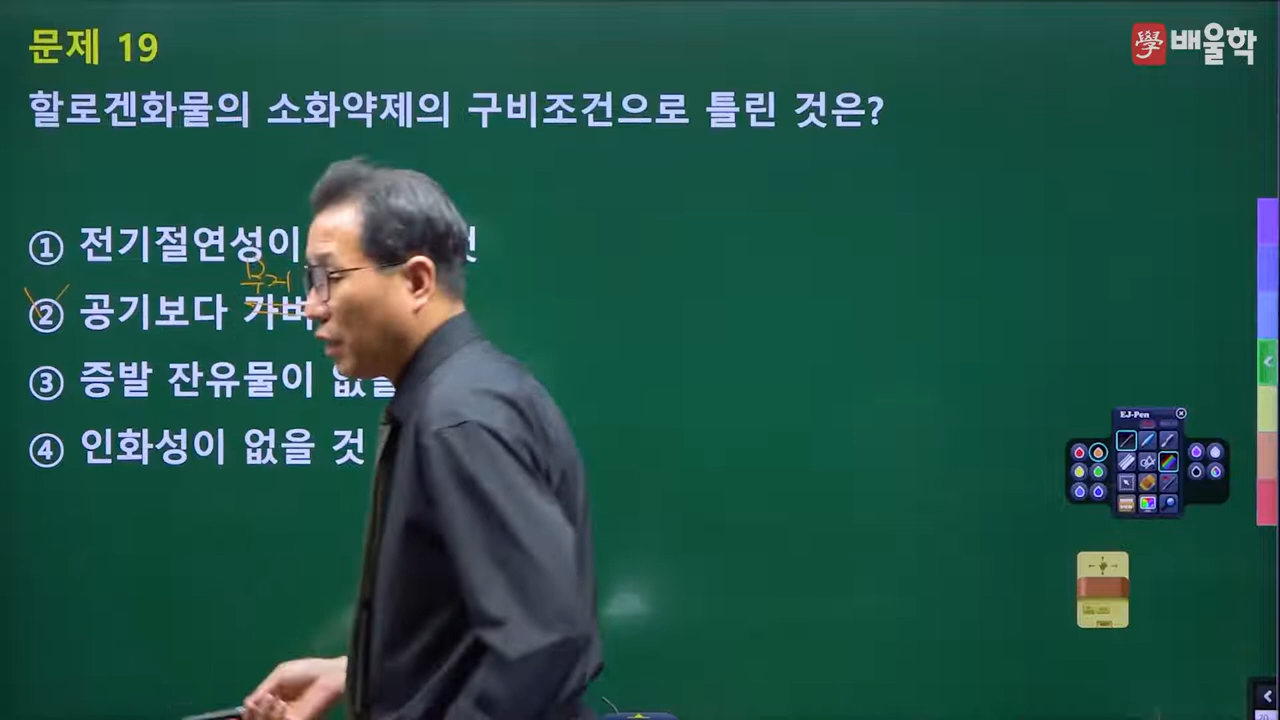 문제 19
學 배울학
할로겐화물의 소화약제의 구비조건으로 틀린 것은?
① 전기절연성이
무거
② 공기보다 가벼
③ 증발 잔유물이 없을
④ 인화성이 없을 것
EJ-Pen